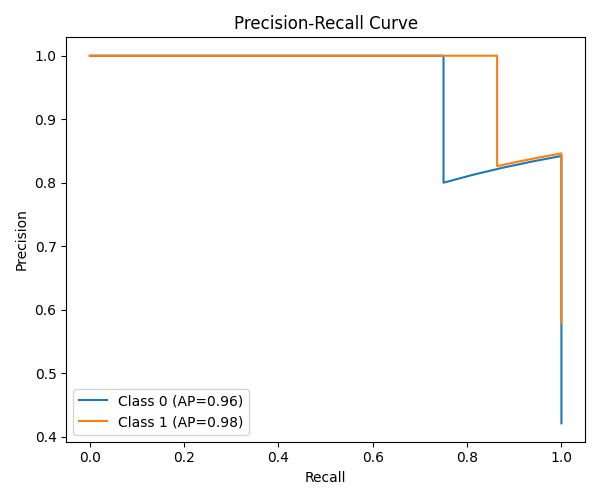 Precision-Recall Curve
1.0
0.9
0.8
0.7
0.6
0.5
0.4
Precision
Class 0 (AP=0.96)
Class 1 (AP=0.98)
0.0 0.2 0.4 0.6 0.8 1.0
Recall